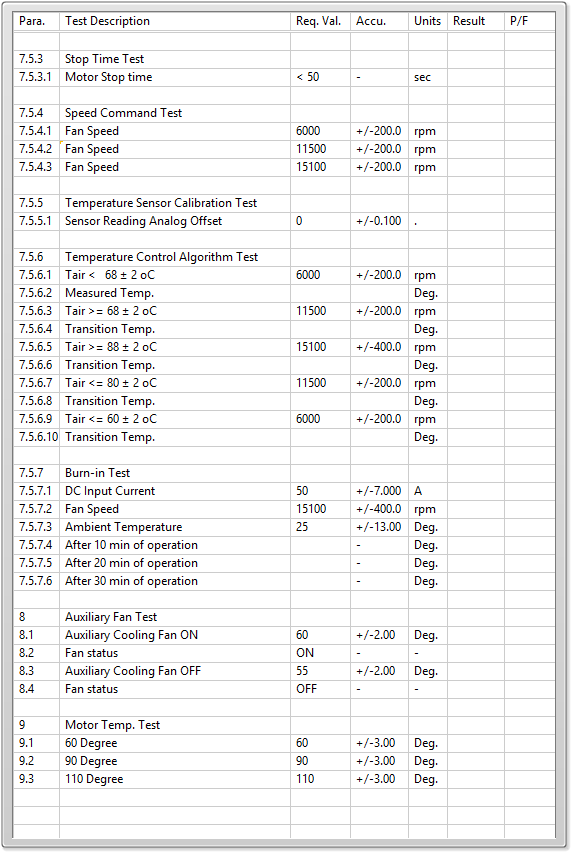 Para. Test Description Req. Val. Accu. Units Result P/F
7.5.3 Stop Time Test
7.5.3.1 Motor Stop time < 50 - sec
7.5.4 Speed Command Test
7.5.4.1 Fan Speed 6000 +/-200.0 rpm
7.5.4.2 Fan Speed 11500 +/-200.0 rpm
7.5.4.3 Fan Speed 15100 +/-200.0 rpm
7.5.5 Temperature Sensor Calibration Test
7.5.5.1 Sensor Reading Analog Offset 0 +/-0.100 .
7.5.6 Temperature Control Algorithm Test
7.5.6.1 Tair < 68 ± 2 oC 6000 +/-200.0 rpm
7.5.6.2 Measured Temp. Deg.
7.5.6.3 Tair >= 68 ± 2 oC 11500 +/-200.0 rpm
7.5.6.4 Transition Temp. Deg.
7.5.6.5 Tair >= 88 ± 2 oC 15100 +/-400.0 rpm
7.5.6.6 Transition Temp. Deg.
7.5.6.7 Tair <= 80 ± 2 oC 11500 +/-200.0 rpm
7.5.6.8 Transition Temp. Deg.
7.5.6.9 Tair <= 60 ± 2 oC 6000 +/-200.0 rpm
7.5.6.10 Transition Temp. Deg.
7.5.7 Burn-in Test
7.5.7.1 DC Input Current 50 +/-7.000 A
7.5.7.2 Fan Speed 15100 +/-400.0 rpm
7.5.7.3 Ambient Temperature 25 +/-13.00 Deg.
7.5.7.4 After 10 min of operation - Deg.
7.5.7.5 After 20 min of operation - Deg.
7.5.7.6 After 30 min of operation - Deg.
8 Auxiliary Fan Test
8.1 Auxiliary Cooling Fan ON 60 +/-2.00 Deg.
8.2 Fan status ON - -
8.3 Auxiliary Cooling Fan OFF 55 +/-2.00 Deg.
8.4 Fan status OFF - -
9 Motor Temp. Test
9.1 60 Degree 60 +/-3.00 Deg.
9.2 90 Degree 90 +/-3.00 Deg.
9.3 110 Degree 110 +/-3.00 Deg.